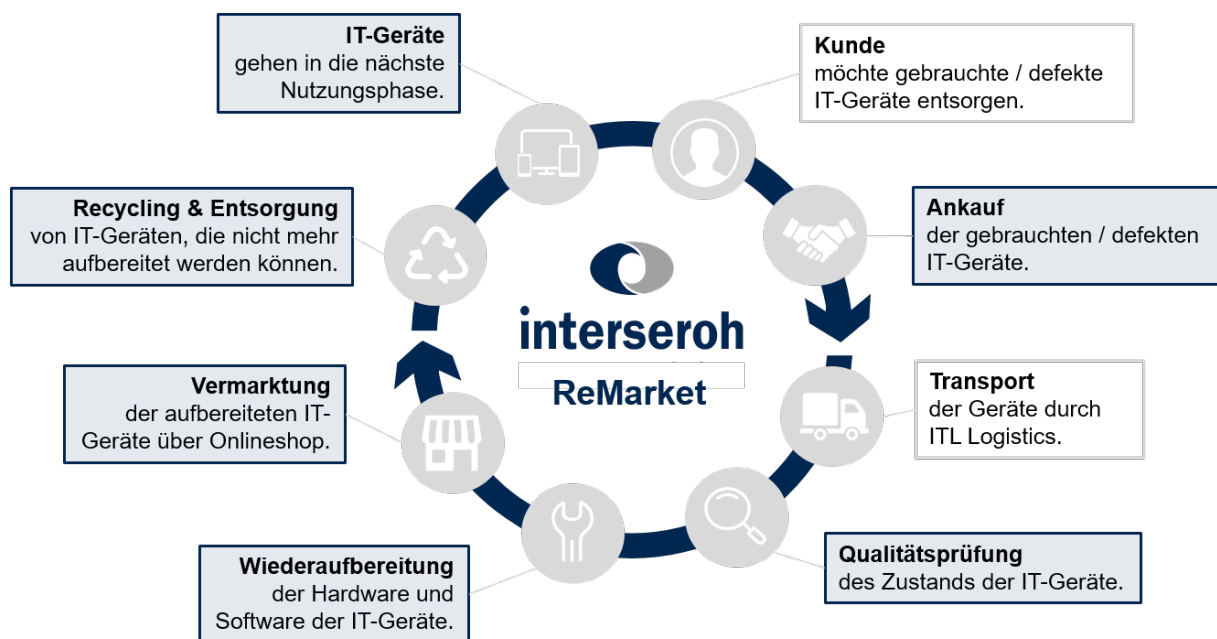 IT-Geräte
gehen in die nächste
Nutzungsphase.
Kunde
möchte gebrauchte / defekte
IT-Geräte entsorgen.
Recycling & Entsorgung
von IT-Geräten, die nicht mehr
aufbereitet werden können.
Ankauf
der gebrauchten / defekten
IT-Geräte.
interseroh
ReMarket
Vermarktung
der aufbereiteten IT-
Geräte über Onlineshop.
Transport
der Geräte durch
ITL Logistics.
Wiederaufbereitung
der Hardware und
Software der IT-Geräte.
Qualitätsprüfung
des Zustands der IT-Geräte.